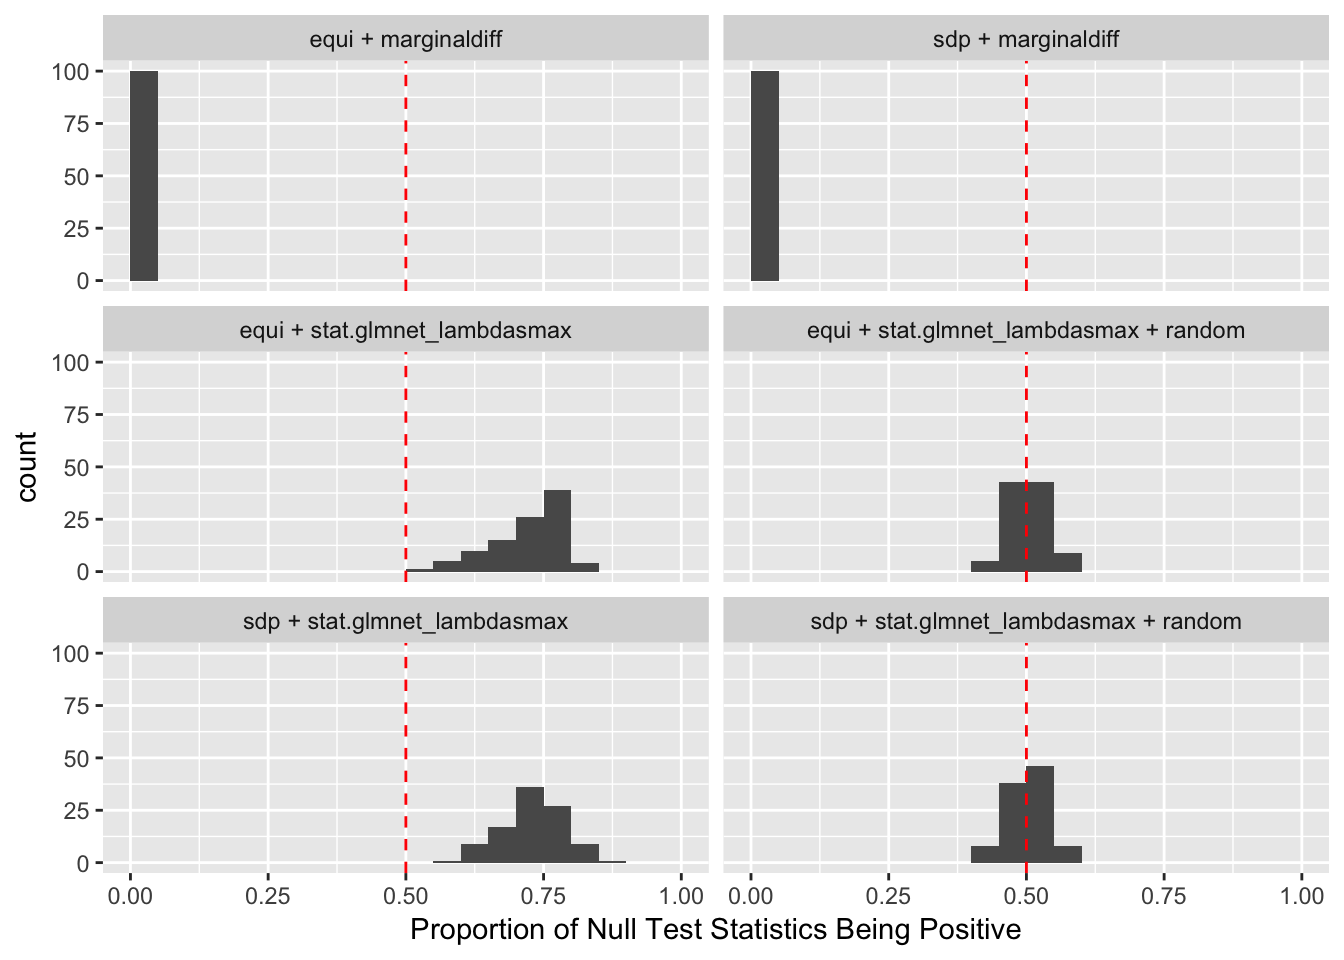 equi + marginaldiff
sdp + marginaldiff
100
75
50
25
0
equi + stat.glmnet_lambdasmax
equi + stat.glmnet_lambdasmax + random
100
75
50
25
0
count
sdp + stat.glmnet_lambdasmax
sdp + stat.glmnet_lambdasmax + random
100
75
50
25
0
0.00 0.25 0.50 0.75 1.00 0.00 0.25 0.50 0.75 1.00
Proportion of Null Test Statistics Being Positive